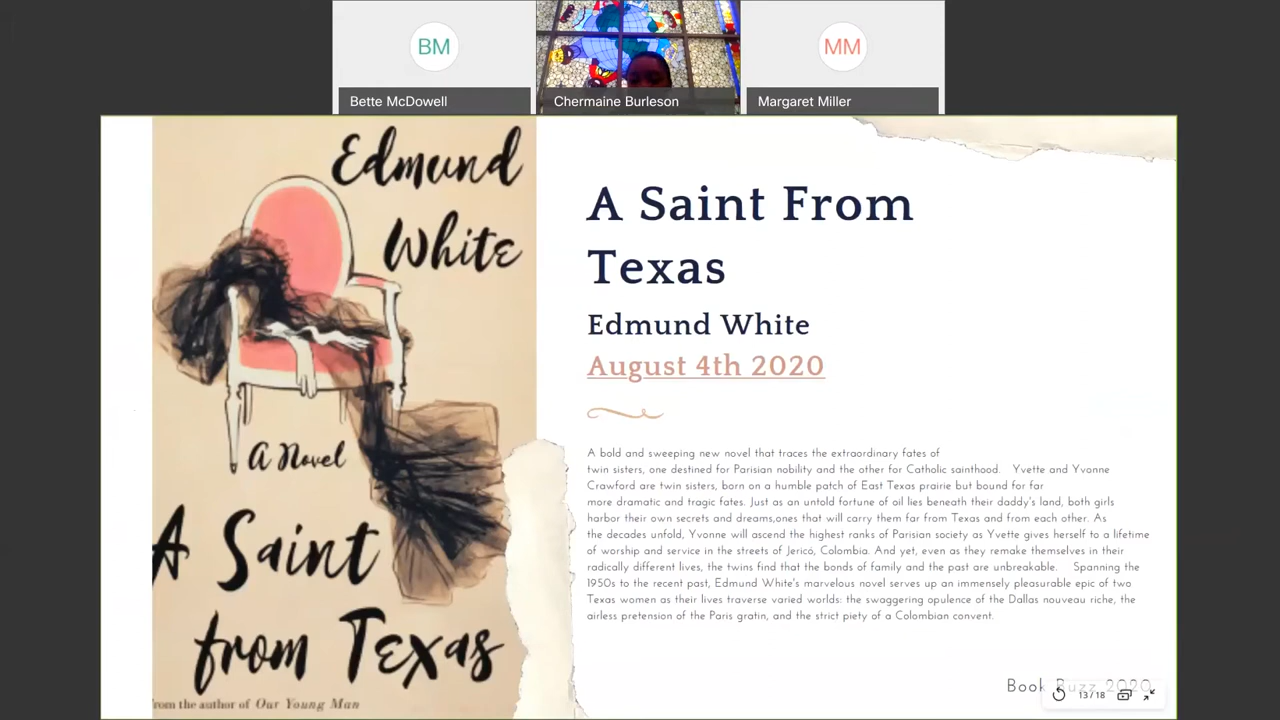 BM
MM
Bette McDowell
Chermaine Burleson
Margaret Miller
Edmund
White
A Novel
A Saint
from Texas
from the author of Our Young Man
A Saint From
Texas
Edmund White
August 4th 2020
A bold and sweeping new novel that traces the extraordinary fates of
twin sisters, one destined for Parisian nobility and the other for Catholic sainthood. Yvette and Yvonne
Crawford are twin sisters, born on a humble patch of East Texas prairie but bound for far
more dramatic and tragic fates. Just as an untold fortune of oil lies beneath their daddy's land, both girls
harbor their own secrets and dreams,ones that will carry them far from Texas and from each other. As
the decades unfold, Yvonne will ascend the highest ranks of Parisian society as Yvette gives herself to a lifetime
of worship and service in the streets of Jericó, Colombia. And yet, even as they remake themselves in their
radically different lives, the twins find that the bonds of family and the past are unbreakable. Spanning the
1950s to the recent past, Edmund White's marvelous novel serves up an immensely pleasurable epic of two
Texas women as their lives traverse varied worlds: the swaggering opulence of the Dallas nouveau riche, the
airless pretension of the Paris gratin, and the strict piety of a Colombian convent.
Book Buzz 2020
13 / 18